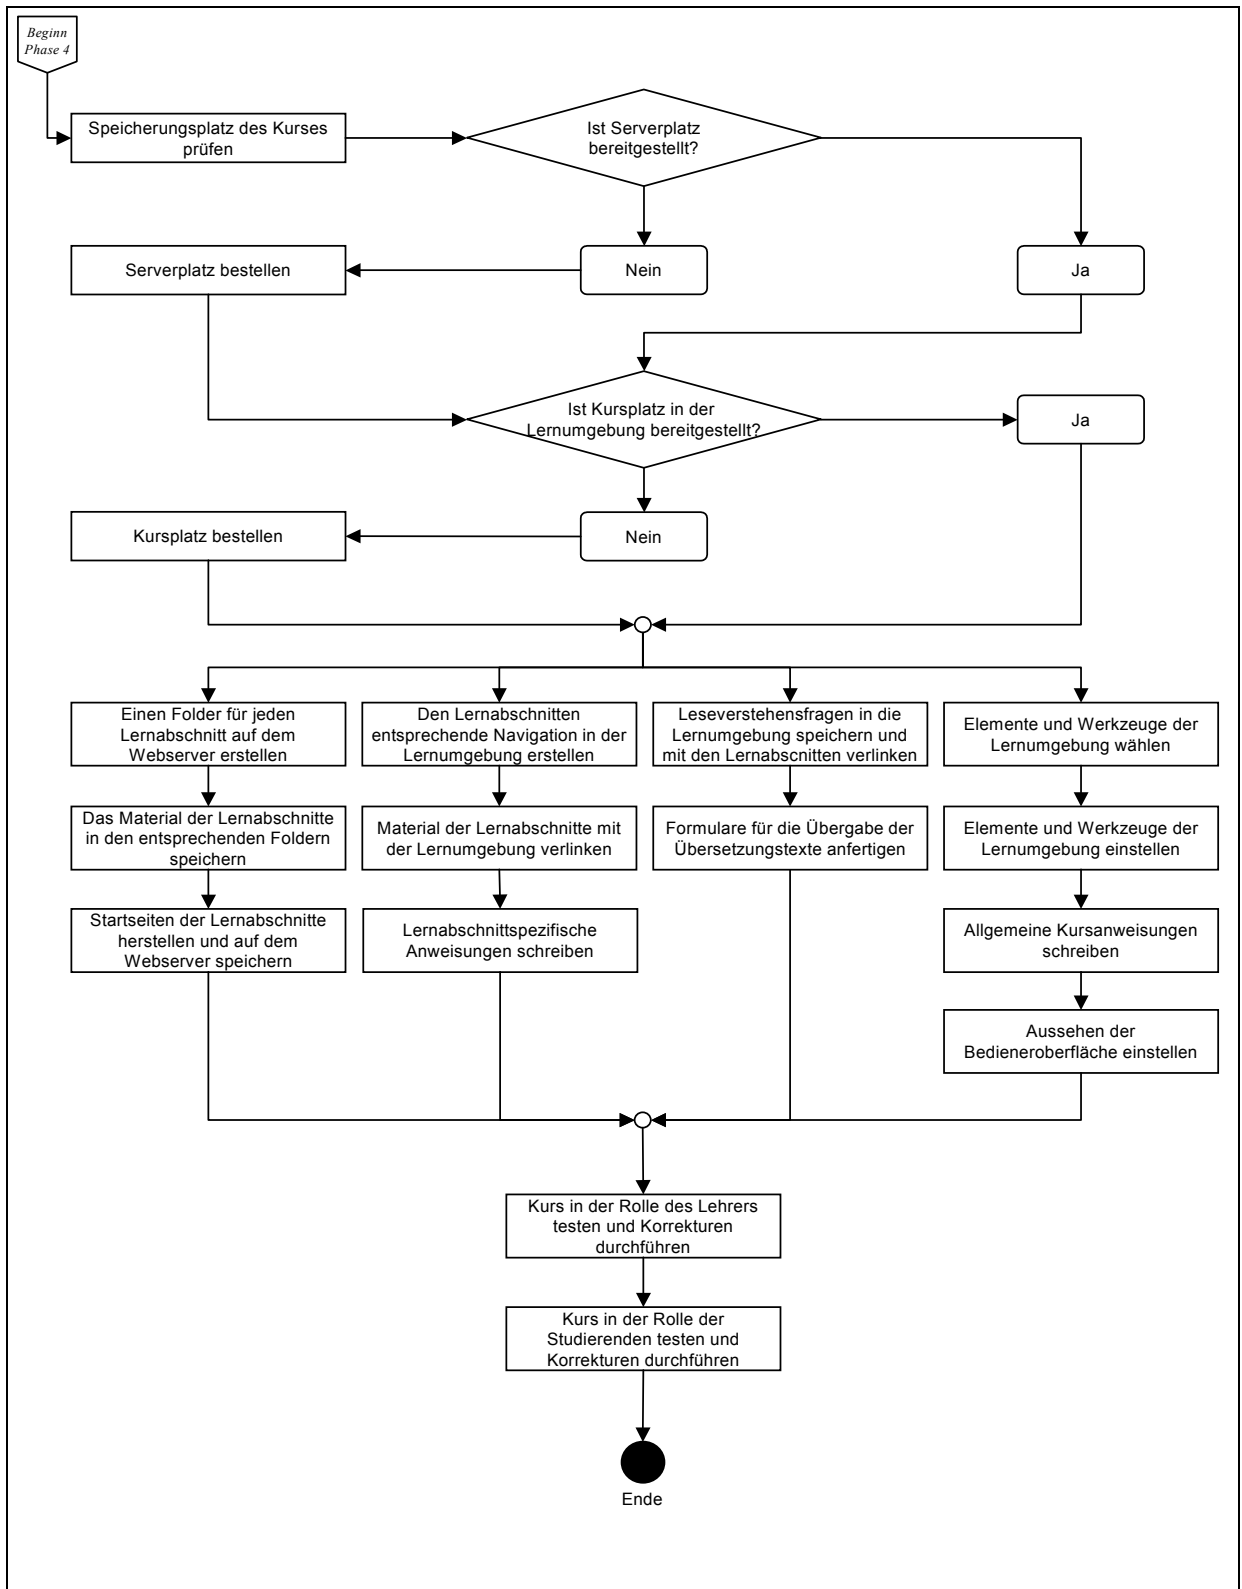 Beginn
Phase 4
Speicherungsplatz des Kurses
prüfen
Ist Serverplatz
bereitgestellt?
Serverplatz bestellen
Nein
Ja
Ist Kursplatz in der
Lernumgebung bereitgestellt?
Ja
Kursplatz bestellen
Nein
Einen Folder für jeden
Lernabschnitt auf dem
Webserver erstellen
Den Lernabschnitten
entsprechende Navigation in der
Lernumgebung erstellen
Leseverstehensfragen in die
Lernumgebung speichern und
mit den Lernabscnitten verlinken
Elemente und Werkzeuge der
Lernumgebung wählen
Das Material der Lernabschnitte
in den entsprechenden Foldern
speichern
Material der Lernabschnitte mit
der Lernumgebung verlinken
Formulare für die Übergabe der
Übersetzungstexte anfertigen
Elemente und Werkzeuge der
Lernumgebung einstellen
Startseiten der Lernabschnitte
herstellen und auf dem
Webserver speichern
Lernabschnittspezifische
Anweisungen schreiben
Allgemeine Kursanweisungen
schreiben
Aussehen der
Bedieneroberfläche einstellen
Kurs in der Rolle des Lehrers
testen und Korrekturen
durchführen
Kurs in der Rolle der
Studierenden testen und
Korrekturen durchführen
Ende